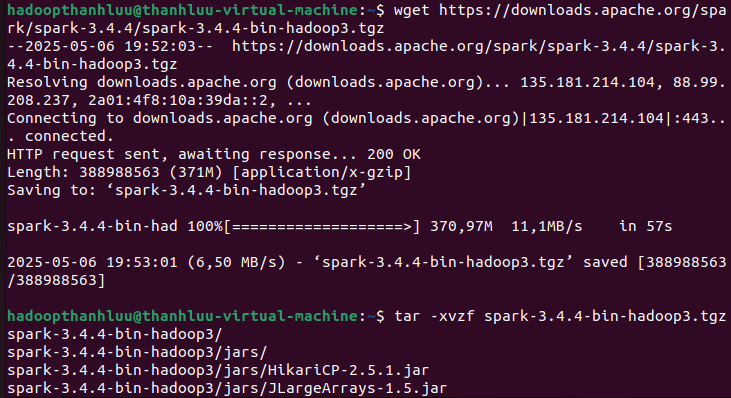 hadoopthanhluu@thanhluu-virtual-machine:~$ wget https://downloads.apache.org/spa
rk/spark-3.4.4/spark-3.4.4-bin-hadoop3.tgz
--2025-05-06 19:52:03--  https://downloads.apache.org/spark/spark-3.4.4/spark-3.
4.4-bin-hadoop3.tgz
Resolving downloads.apache.org (downloads.apache.org)... 135.181.214.104, 88.99.
208.237, 2a01:4f8:10a:39da::2, ...
Connecting to downloads.apache.org (downloads.apache.org)|135.181.214.104|:443..
. connected.
HTTP request sent, awaiting response... 200 OK
Length: 388988563 (371M) [application/x-gzip]
Saving to: ‘spark-3.4.4-bin-hadoop3.tgz’
spark-3.4.4-bin-had 100%[===================>] 370,97M  11,1MB/s    in 57s
2025-05-06 19:53:01 (6,50 MB/s) - ‘spark-3.4.4-bin-hadoop3.tgz’ saved [388988563
/388988563]
hadoopthanhluu@thanhluu-virtual-machine:~$ tar -xvzf spark-3.4.4-bin-hadoop3.tgz
spark-3.4.4-bin-hadoop3/
spark-3.4.4-bin-hadoop3/jars/
spark-3.4.4-bin-hadoop3/jars/HikariCP-2.5.1.jar
spark-3.4.4-bin-hadoop3/jars/JLargeArrays-1.5.jar